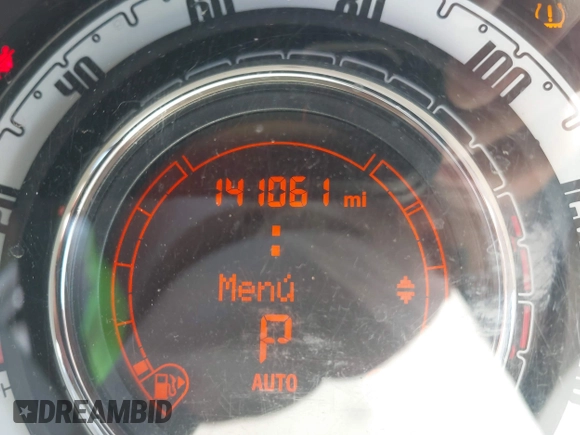 40
60
80
100
141061 mi
:
Menú
P
AUTO
DREAMBID